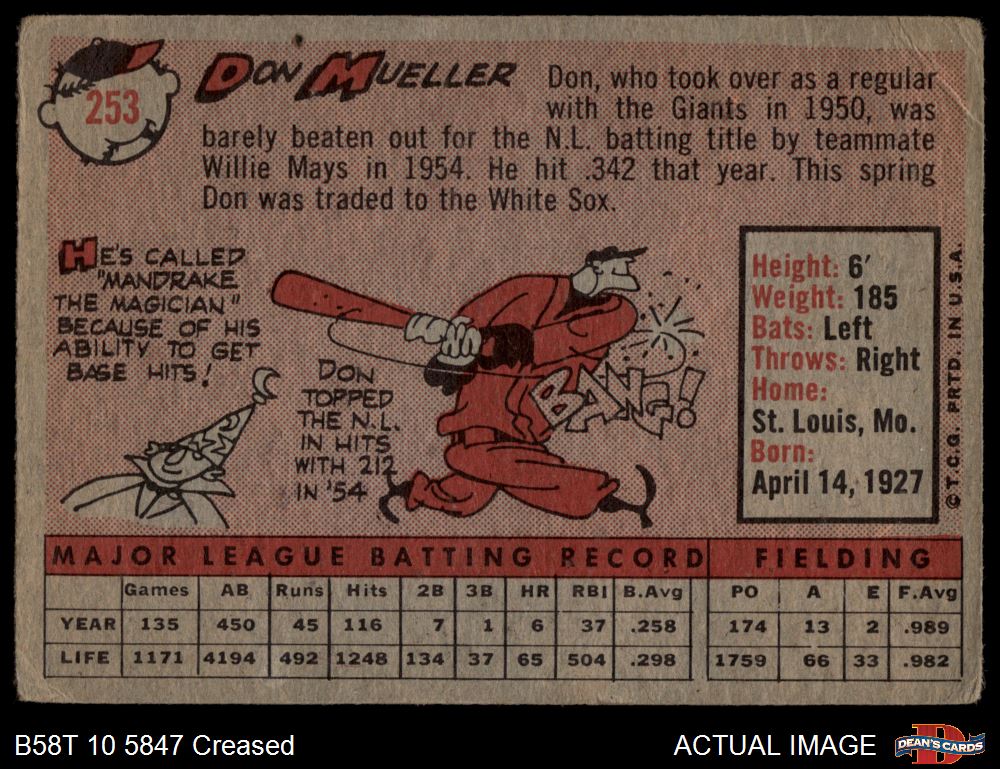 253
DON MUELLER
Don, who took over as a regular
with the Giants in 1950, was
barely beaten out for the N.L. batting title by teammate
Willie Mays in 1954. He hit .342 that year. This spring
Don was traded to the White Sox.
HE'S CALLED
"MANDRAKE
THE MAGICIAN"
BECAUSE OF HIS
ABILITY TO GET
BASE HITS!
DON
TOPPED
THE N.L.
IN HITS
WITH 212
IN '54
BANG!
Height: 6'
Weight: 185
Bats: Left
Throws: Right
Home:
St. Louis, Mo.
Born:
April 14, 1927
© T.C.G. PRTD. IN U.S.A.
MAJOR LEAGUE BATTING RECORD FIELDING
Games AB Runs Hits 2B 3B HR RBI B.Avg PO A E F.Avg
YEAR 135 450 45 116 7 1 6 37 .258 174 13 2 .989
LIFE 1171 4194 492 1248 134 37 65 504 .298 1759 66 33 .982
B58T 10 5847 Creased
ACTUAL IMAGE
D
DEAN'S CARDS